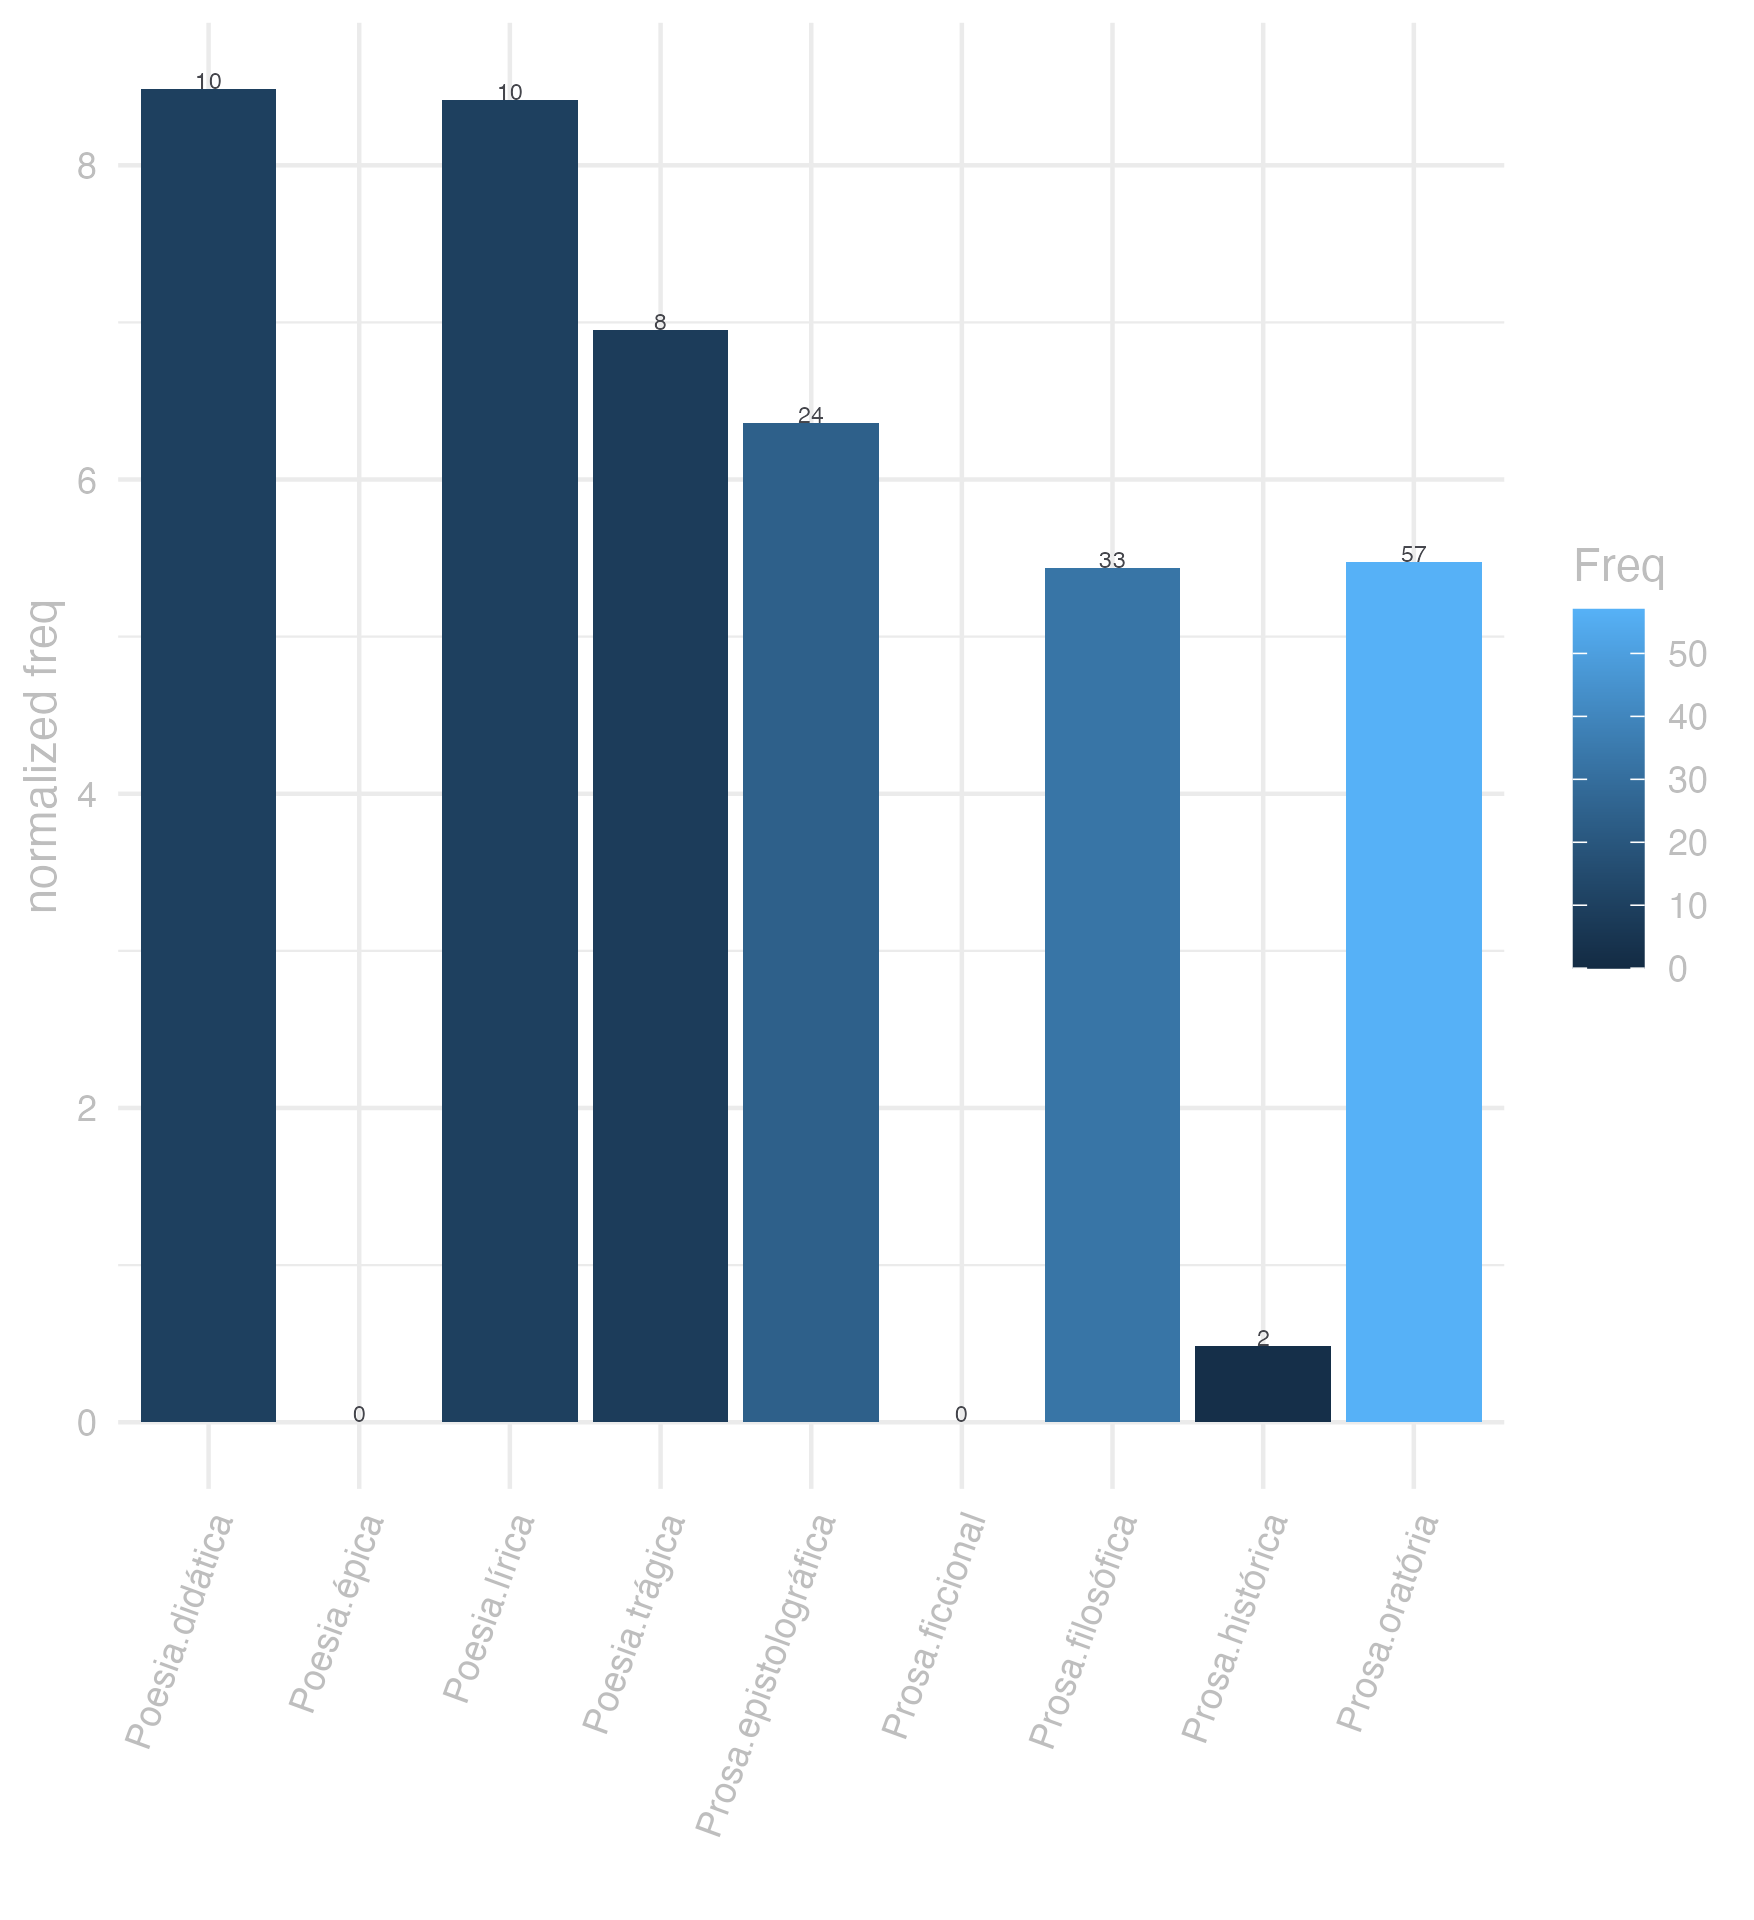 10
10
8
8
24
6
33
57
Freq
50
40
30
20
10
0
normalized freq
4
2
2
0
0
0
Poesia.didática
Poesia.épica
Poesia.lírica
Poesia.trágica
Prosa.epistolográfica
Prosa.ficcional
Prosa.filosófica
Prosa.histórica
Prosa.oratória